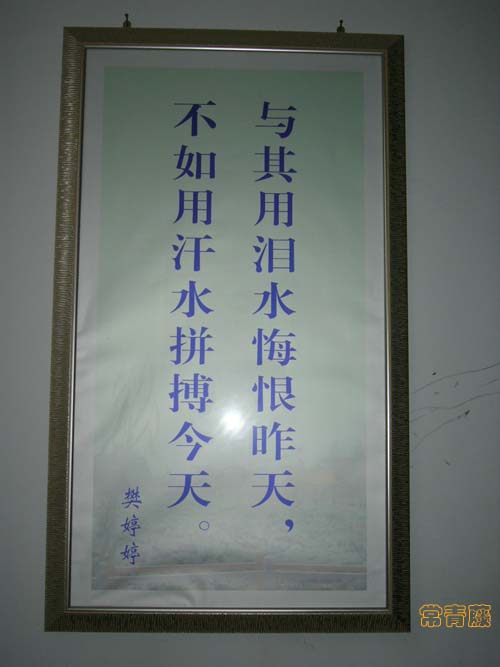 与其用泪水悔恨昨天，
不如用汗水拼搏今天。
樊婷婷
常青藤